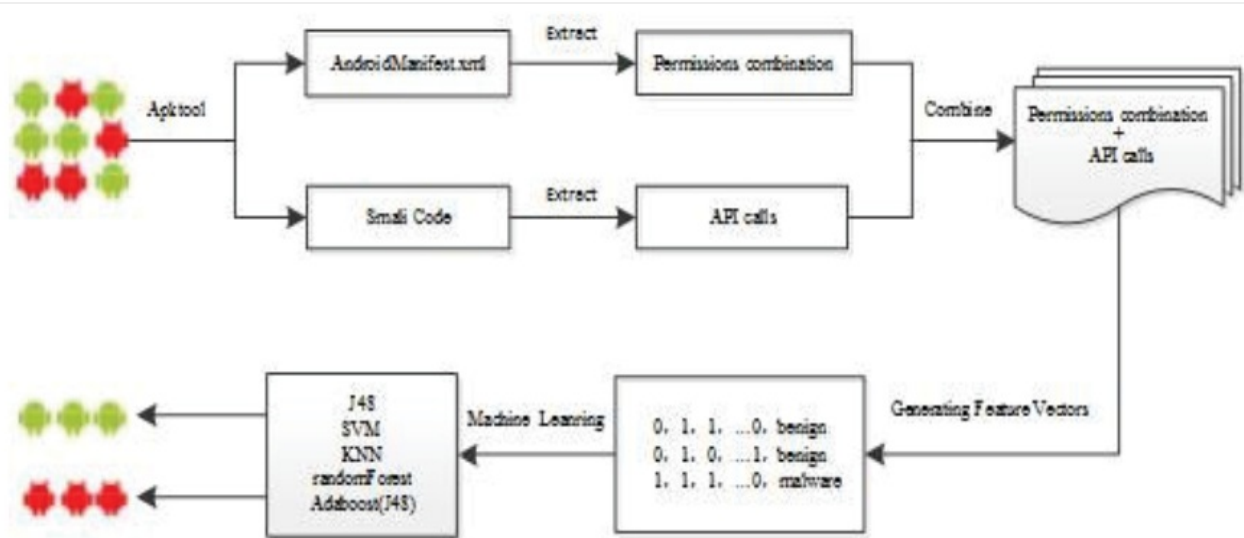 Extract
AndroidManifest.xml
Permissions combination
Apktool
Combine
Permissions combination
+
API calls
Extract
Smali Code
API calls
J48
SVM
KNN
randomForest
Adaboost(J48)
Machine Learning
0, 1, 1, ...0, benign
0, 1, 0, ...1, benign
1, 1, 1, ...0, malware
Generating Feature Vectors